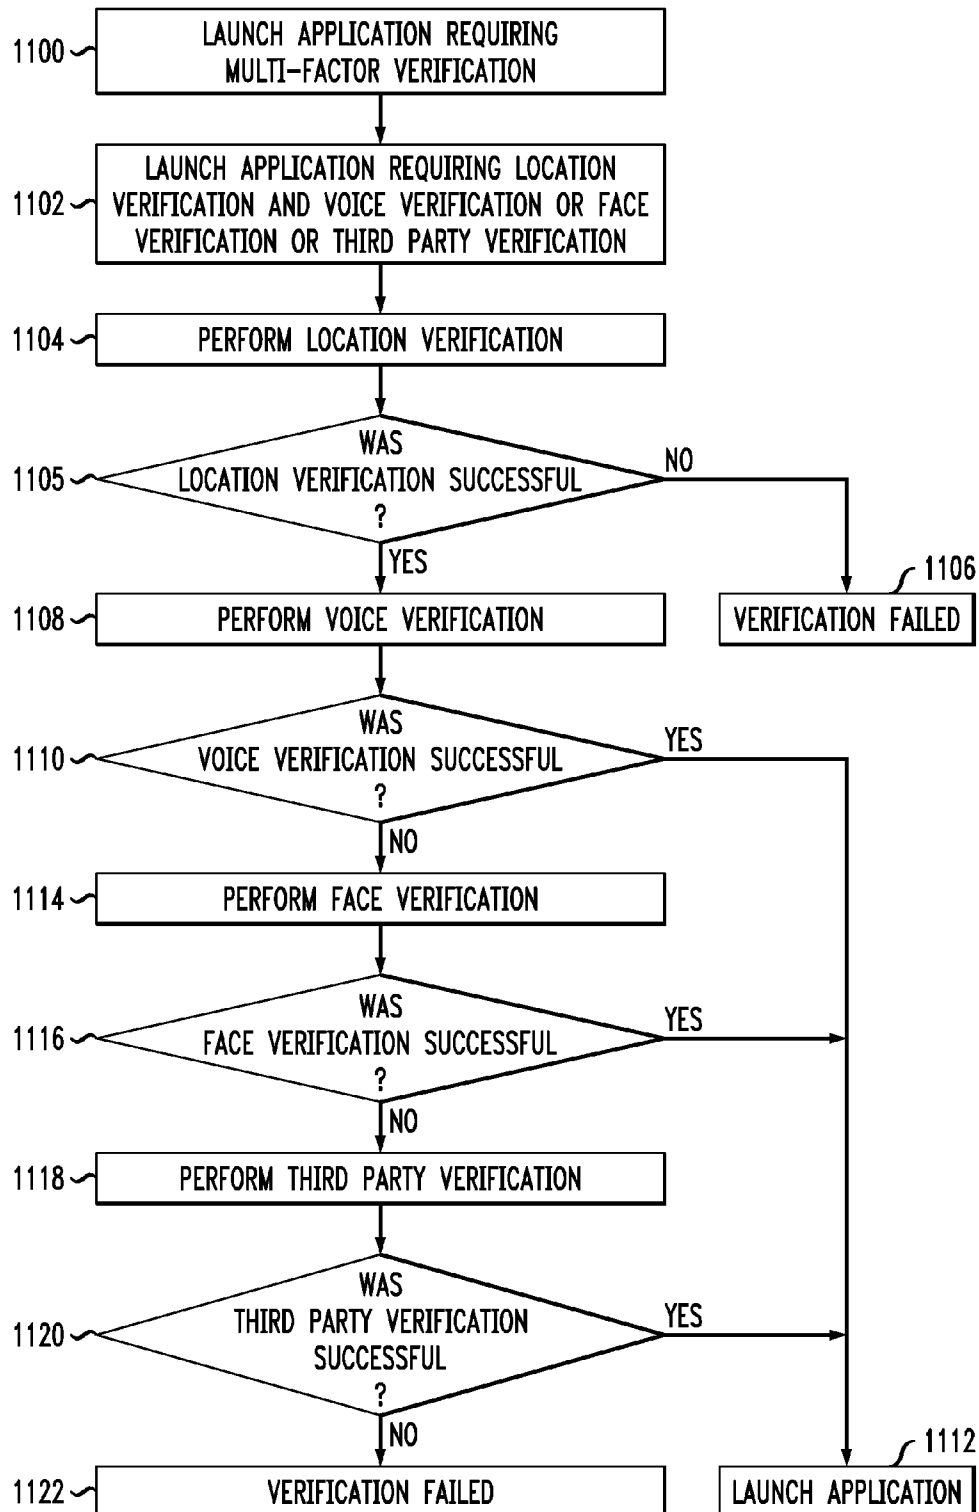 1100
LAUNCH APPLICATION REQUIRING
MULTI-FACTOR VERIFICATION
1102
LAUNCH APPLICATION REQUIRING LOCATION
VERIFICATION AND VOICE VERIFICATION OR FACE
VERIFICATION OR THIRD PARTY VERIFICATION
1104
PERFORM LOCATION VERIFICATION
1105
WAS
LOCATION VERIFICATION SUCCESSFUL
?
NO
YES
1106
VERIFICATION FAILED
1108
PERFORM VOICE VERIFICATION
1110
WAS
VOICE VERIFICATION SUCCESSFUL
?
YES
NO
1114
PERFORM FACE VERIFICATION
1116
WAS
FACE VERIFICATION SUCCESSFUL
?
YES
NO
1118
PERFORM THIRD PARTY VERIFICATION
1120
WAS
THIRD PARTY VERIFICATION
SUCCESSFUL
?
YES
NO
1122
VERIFICATION FAILED
1112
LAUNCH APPLICATION